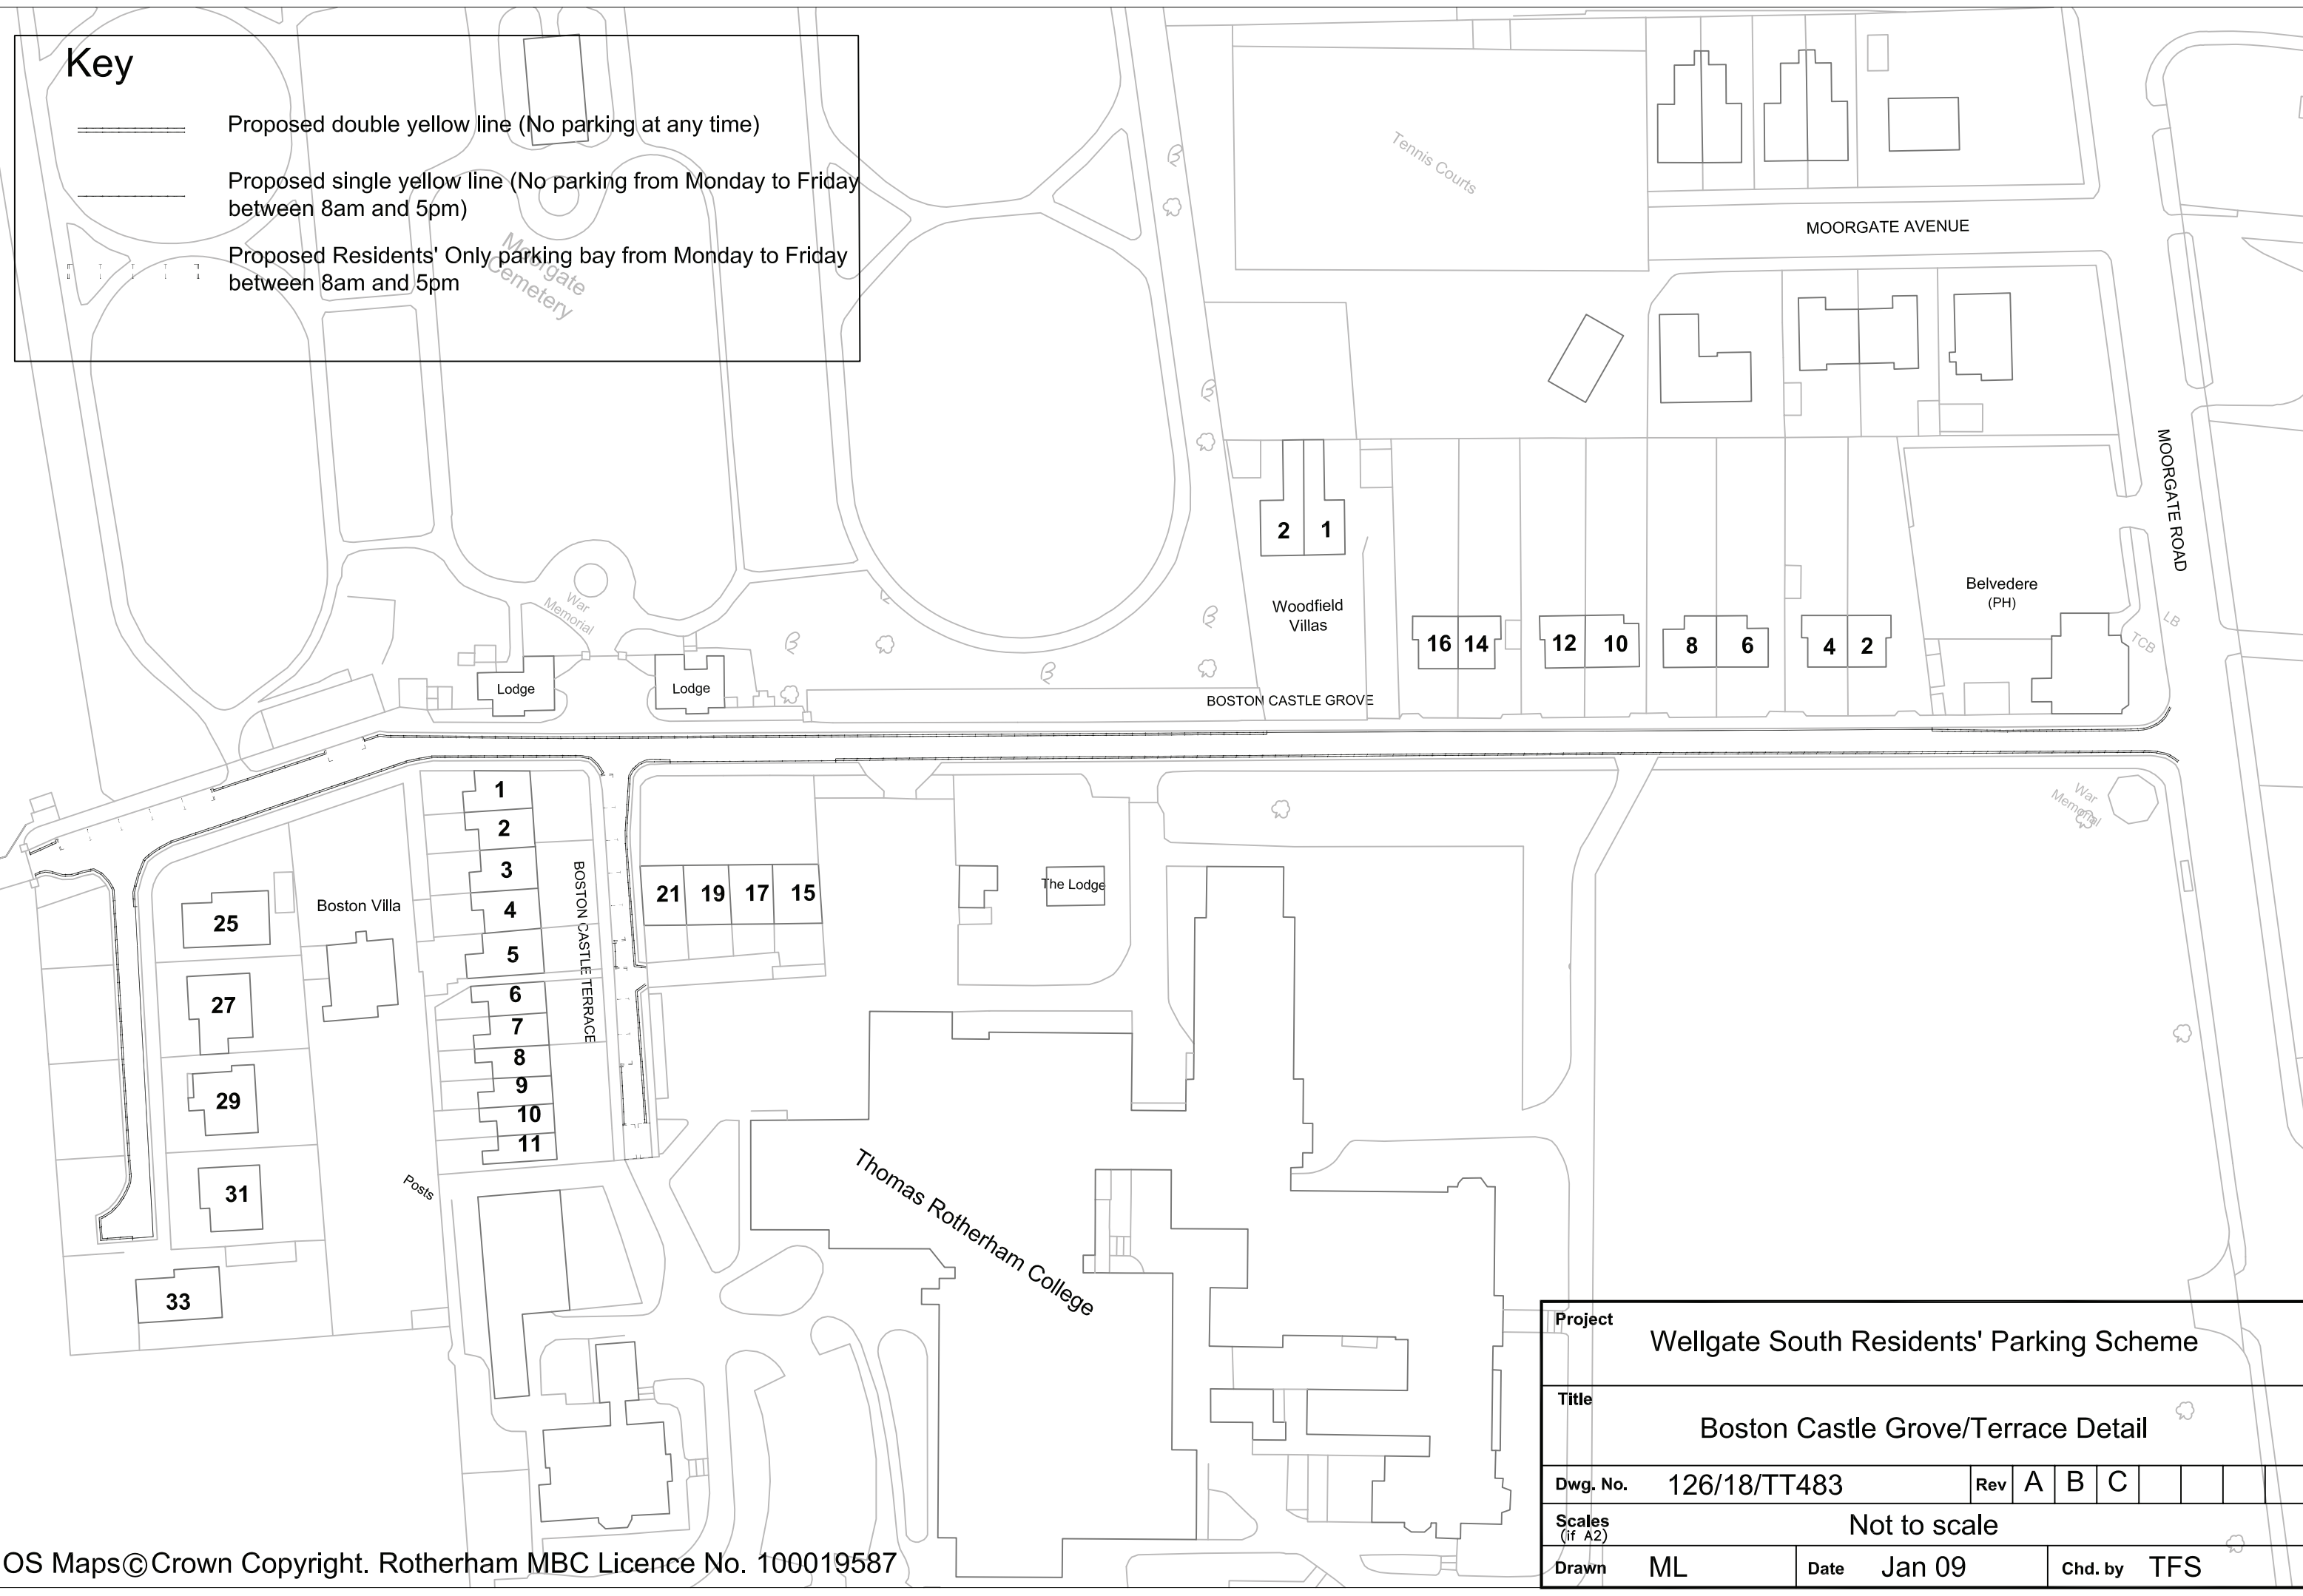 Key
Proposed double yellow line (No parking at any time)
Proposed single yellow line (No parking from Monday to Friday
between 8am and 5pm)
Proposed Residents' Only parking bay from Monday to Friday
between 8am and 5pm
Moorgate
Cemetery
Tennis Courts
MOORGATE AVENUE
MOORGATE ROAD
2
1
Woodfield
Villas
16
14
12
10
8
6
4
2
Belvedere
(PH)
LB
TCB
War
Memorial
Lodge
Lodge
BOSTON CASTLE GROVE
War
Memorial
1
2
3
4
5
6
7
8
9
10
11
BOSTON CASTLE TERRACE
21
19
17
15
The Lodge
Boston Villa
25
27
29
31
33
Posts
Thomas Rotherham College
Project
Wellgate South Residents' Parking Scheme
Title
Boston Castle Grove/Terrace Detail
Dwg. No. 126/18/TT483 Rev A B C
Scales
(if A2)
Not to scale
Drawn ML Date Jan 09 Chd. by TFS
OS Maps © Crown Copyright. Rotherham MBC Licence No. 100019587